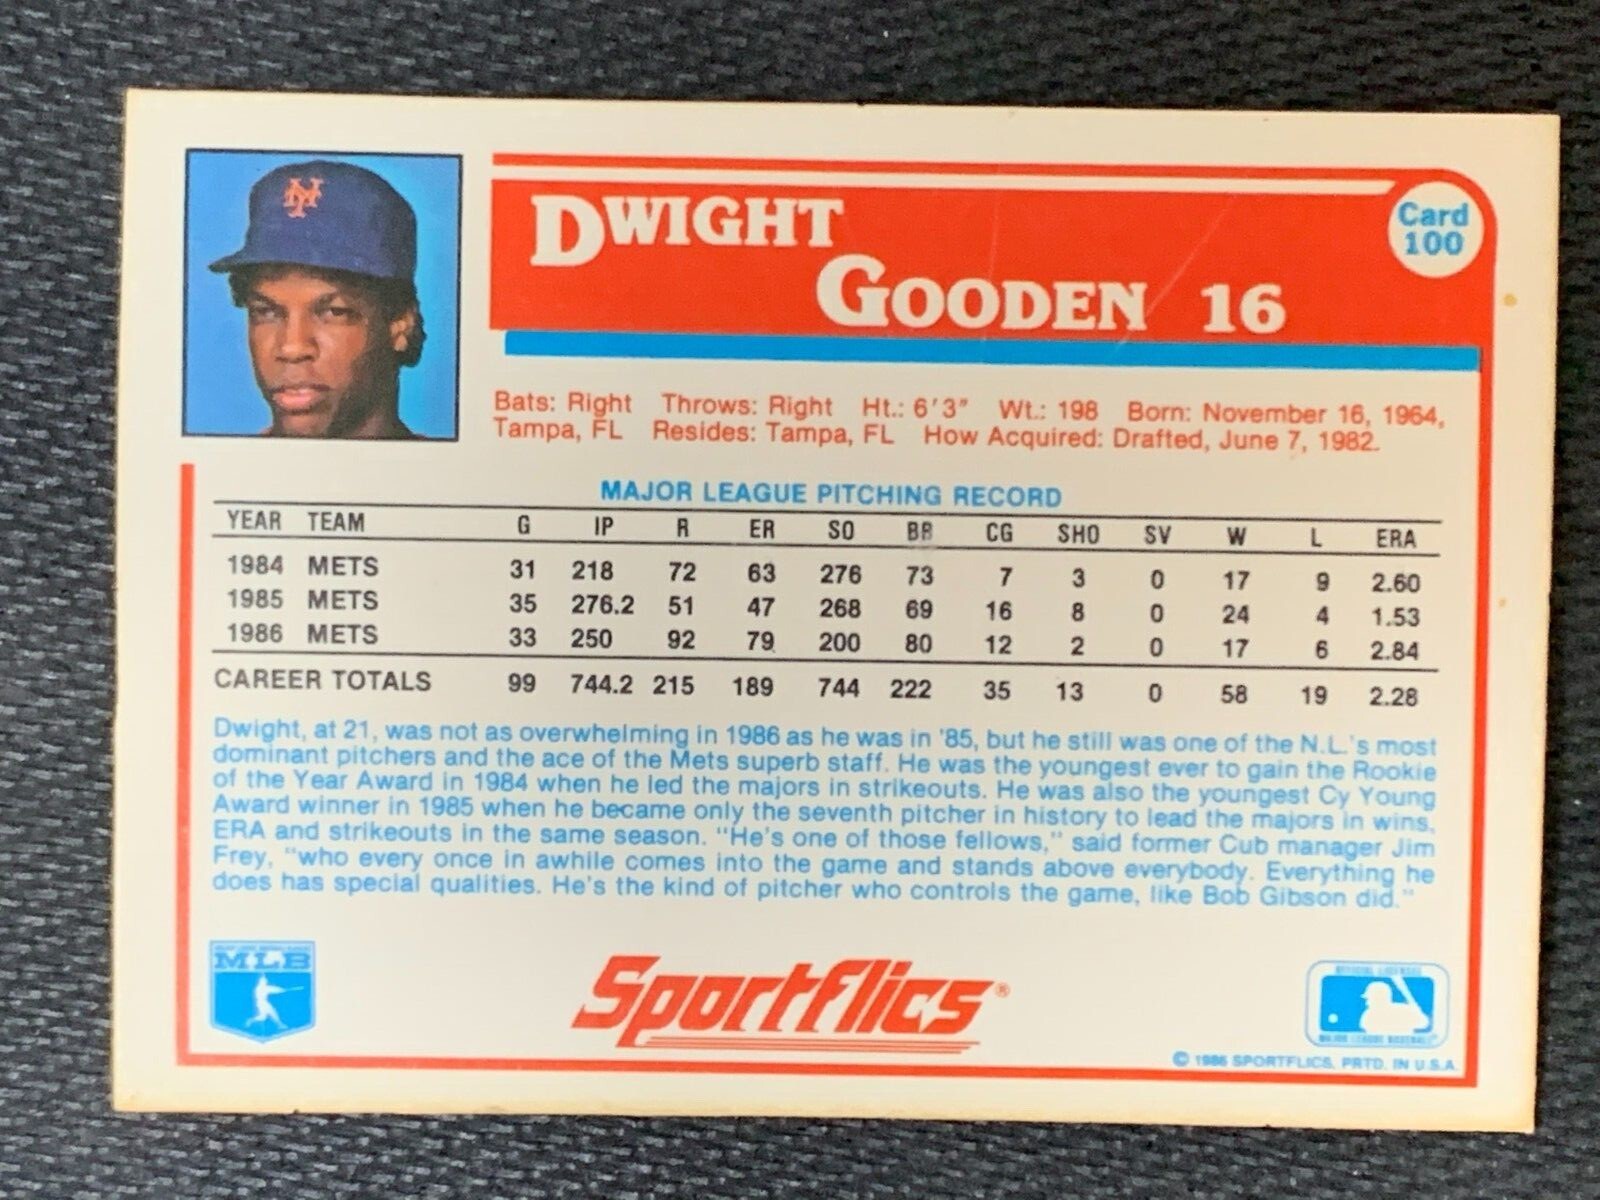 Dwight
Gooden 16
Card
100
Bats: Right Throws: Right Ht.: 6'3" Wt.: 198 Born: November 16, 1964,
Tampa, FL Resides: Tampa, FL How Acquired: Drafted, June 7, 1982.
MAJOR LEAGUE PITCHING RECORD
YEAR TEAM G IP R ER SO BB CG SHO SV W L ERA
1984 METS 31 218 72 63 276 73 7 3 0 17 9 2.60
1985 METS 35 276.2 51 47 268 69 16 8 0 24 4 1.53
1986 METS 33 250 92 79 200 80 12 2 0 17 6 2.84
CAREER TOTALS 99 744.2 215 189 744 222 35 13 0 58 19 2.28
Dwight, at 21, was not as overwhelming in 1986 as he was in '85, but he still was one of the N.L.'s most
dominant pitchers and the ace of the Mets superb staff. He was the youngest ever to gain the Rookie
of the Year Award in 1984 when he led the majors in strikeouts. He was also the youngest Cy Young
Award winner in 1985 when he became only the seventh pitcher in history to lead the majors in wins,
ERA and strikeouts in the same season. "He's one of those fellows," said former Cub manager Jim
Frey, "who every once in awhile comes into the game and stands above everybody. Everything he
does has special qualities. He's the kind of pitcher who controls the game, like Bob Gibson did."
MLB
Sportflics®
MAJOR LEAGUE BASEBALL
© 1986 SPORTFLICS, PRTD. IN U.S.A.